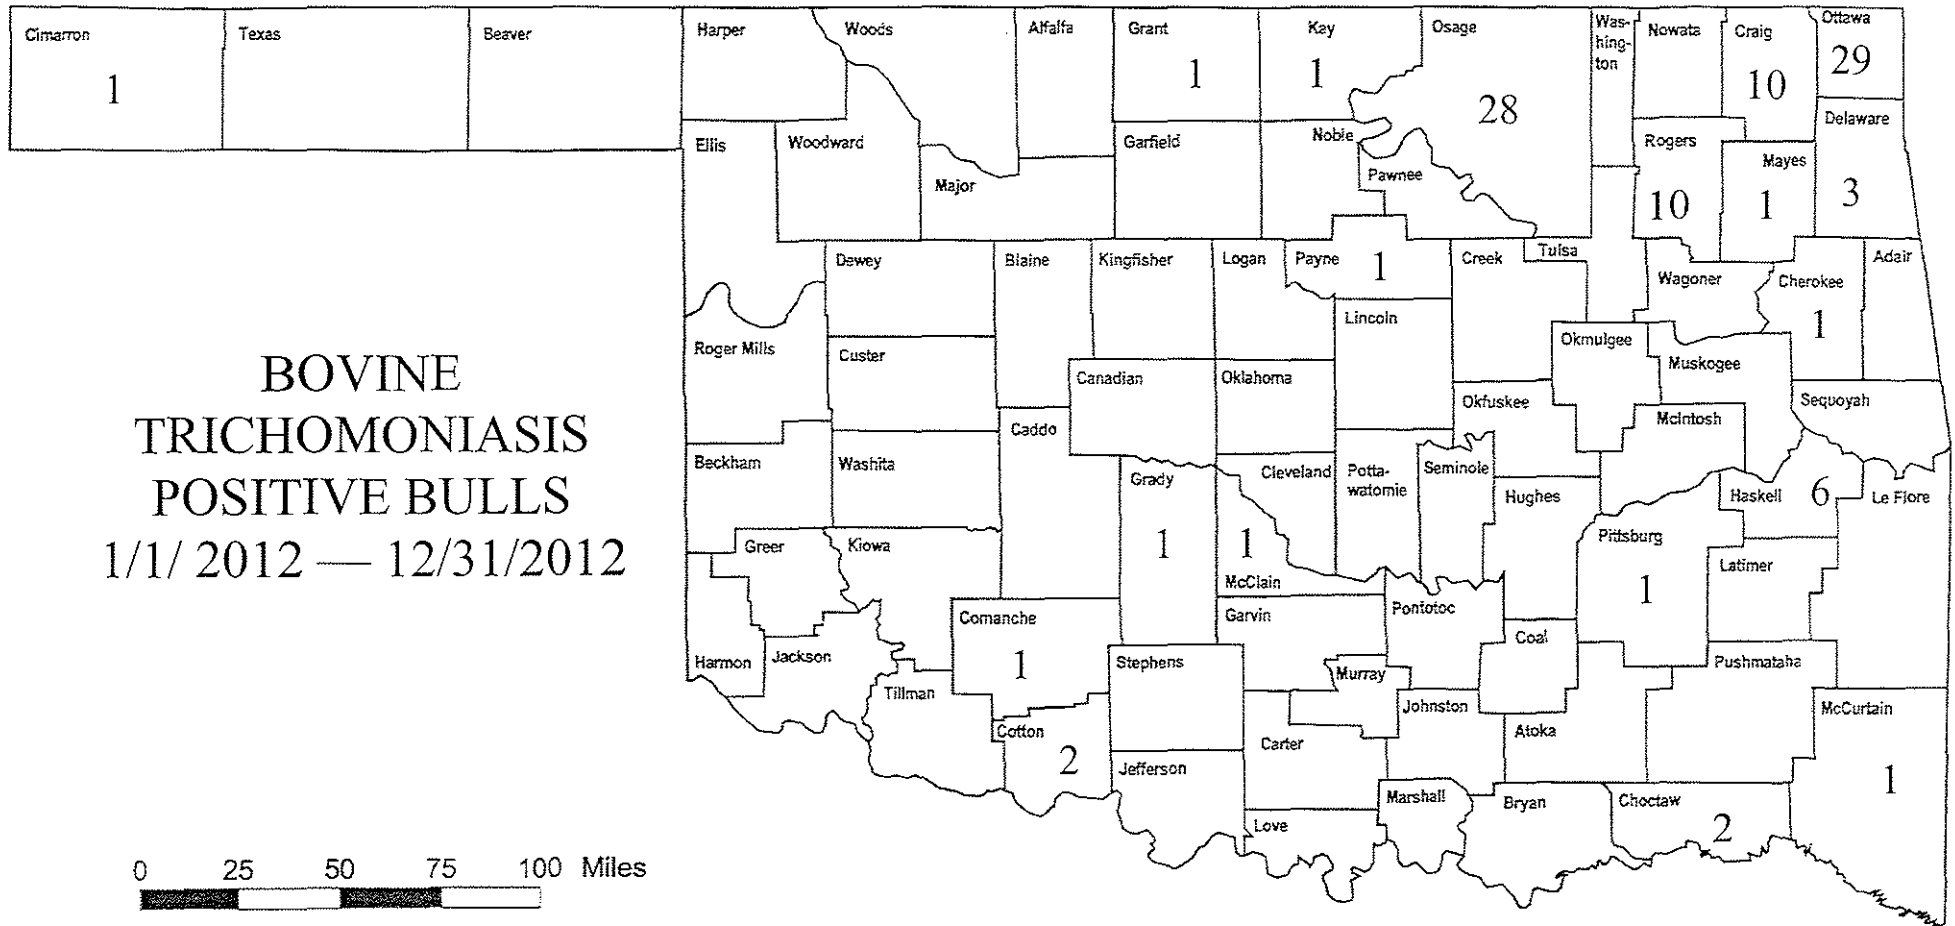 Cimarron
1
Texas
Beaver
Harper
Woods
Alfalfa
Grant
1
Kay
1
Osage
28
Was-
hing-
ton
Nowata
Craig
10
Ottawa
29
Ellis
Woodward
Major
Garfield
Noble
Pawnee
Rogers
10
Mayes
1
Delaware
3
Dewey
Blaine
Kingfisher
Logan
Payne
1
Creek
Tulsa
Wagoner
Cherokee
1
Adair
Lincoln
Roger Mills
Custer
Canadian
Oklahoma
Okmulgee
Muskogee
Okfuskee
Sequoyah
McIntosh
Caddo
Beckham
Washita
Grady
1
Cleveland
Potta-
watomie
Seminole
Hughes
Haskell
6
Le Flore
Greer
Kiowa
1
McClain
Pittsburg
1
Latimer
Comanche
1
Garvin
Pontotoc
Coal
Harmon
Jackson
Tillman
Stephens
Murray
Johnston
Pushmataha
Cotton
2
Carter
Atoka
McCurtain
1
Jefferson
Marshall
Bryan
Choctaw
2
Love
BOVINE
TRICHOMONIASIS
POSITIVE BULLS
1/1/ 2012 — 12/31/2012
0 25 50 75 100 Miles